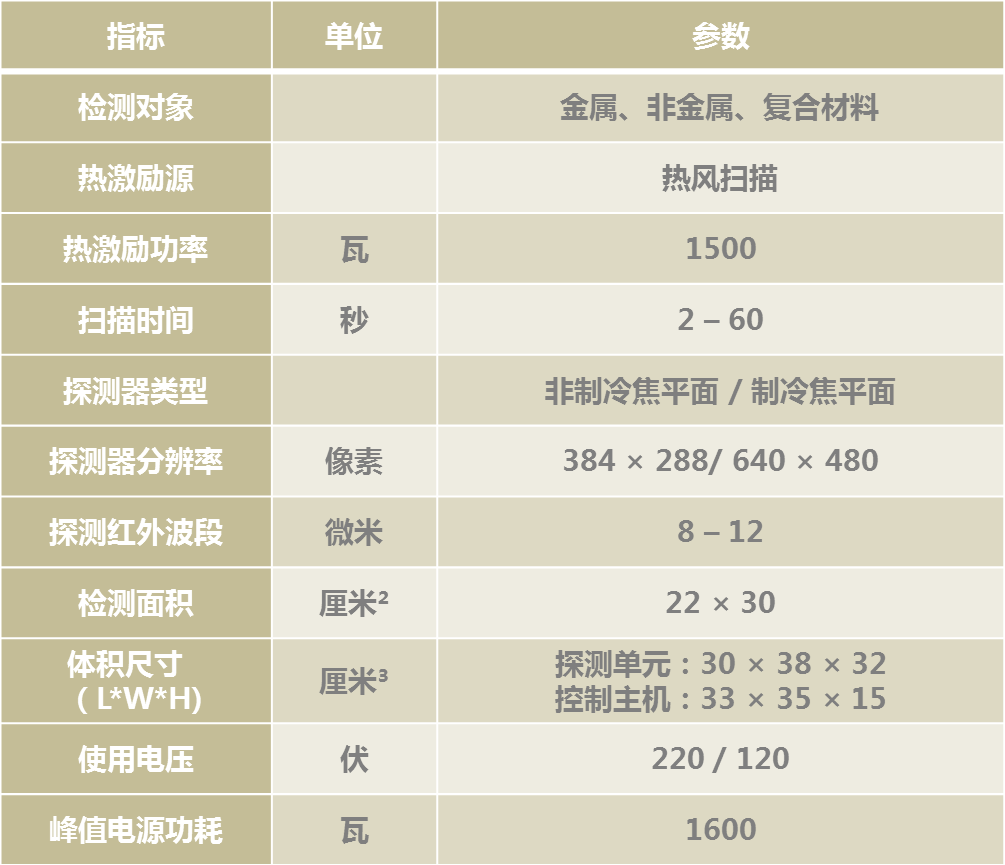 指标 单位 参数
检测对象 金属、非金属、复合材料
热激励源 热风扫描
热激励功率 瓦 1500
扫描时间 秒 2 – 60
探测器类型 非制冷焦平面 / 制冷焦平面
探测器分辨率 像素 384 × 288/ 640 × 480
探测红外波段 微米 8 – 12
检测面积 厘米² 22 × 30
体积尺寸
（L*W*H)
厘米³
探测单元：30 × 38 × 32
控制主机：33 × 35 × 15
使用电压 伏 220 / 120
峰值电源功耗 瓦 1600